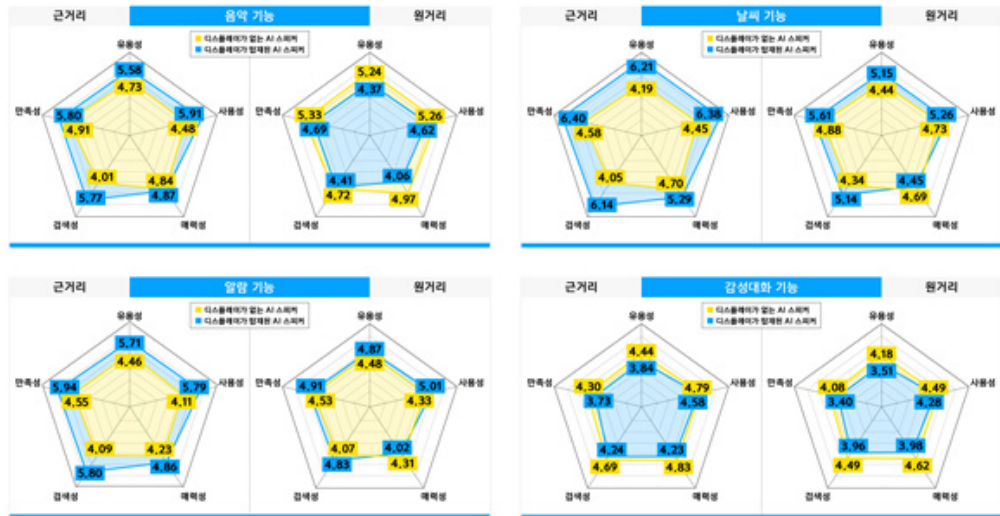 근거리 음악 기능 원거리
디스플레이가 없는 AI 스피커
디스플레이가 탑재된 AI 스피커
유용성 유용성
5.58 5.24
4.73 4.37
만족성 5.80 5.91 5.33 5.26 사용성
4.91 4.48 4.69 4.62
4.01 4.84 4.41 4.06
5.77 4.87 4.72 4.97
검색성 매력성 검색성 매력성
근거리 날씨 기능 원거리
디스플레이가 없는 AI 스피커
디스플레이가 탑재된 AI 스피커
유용성 유용성
6.21 5.15
4.19 4.44
만족성 6.40 6.38 사용성 5.61 5.26 사용성
4.58 4.45 4.88 4.73
4.05 4.70 4.34 4.45
6.14 5.29 5.14 4.69
검색성 매력성 검색성 매력성
근거리 알람 기능 원거리
디스플레이가 없는 AI 스피커
디스플레이가 탑재된 AI 스피커
유용성 유용성
5.71 4.87
4.46 4.48
만족성 5.94 5.79 사용성 4.91 5.01 사용성
4.55 4.11 4.53 4.33
4.09 4.23 4.07 4.02
5.80 4.86 4.83 4.31
검색성 매력성 검색성 매력성
근거리 감성대화 기능 원거리
디스플레이가 없는 AI 스피커
디스플레이가 탑재된 AI 스피커
유용성 유용성
4.44 4.18
3.84 3.51
만족성 4.30 4.79 사용성 4.08 4.49 사용성
3.73 4.58 3.40 4.28
4.24 4.23 3.96 3.98
4.69 4.83 4.49 4.62
검색성 매력성 검색성 매력성